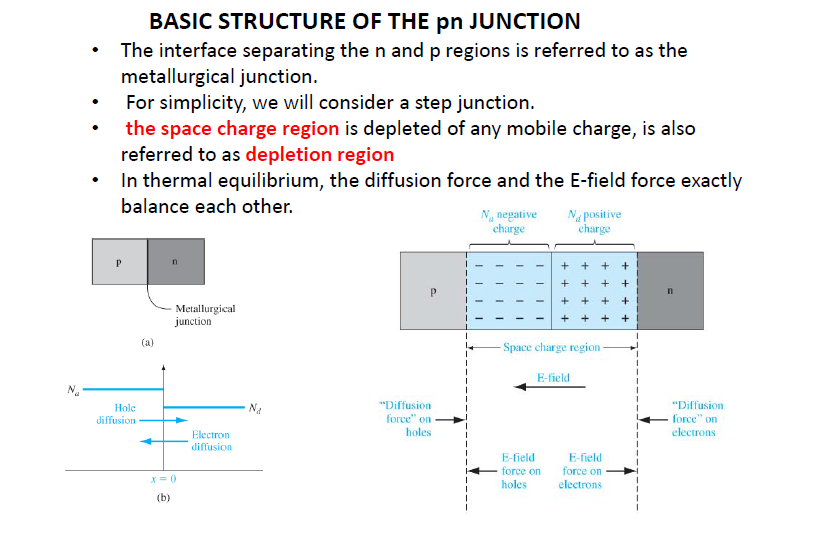 BASIC STRUCTURE OF THE pn JUNCTION
• The interface separating the n and p regions is referred to as the
metallurgical junction.
• For simplicity, we will consider a step junction.
• the space charge region is depleted of any mobile charge, is also
referred to as depletion region
• In thermal equilibrium, the diffusion force and the E-field force exactly
balance each other.
p
n
Metallurgical
junction
(a)
Nₐ
Hole
diffusion
N_d
Electron
diffusion
x = 0
(b)
Nₐ negative
charge
N_d positive
charge
p
− − − − + + + +
− − − − + + + +
− − − − + + + +
− − − − + + + +
n
Space charge region
E-field
"Diffusion
force" on
holes
"Diffusion
force" on
electrons
E-field
force on
holes
E-field
force on
electrons